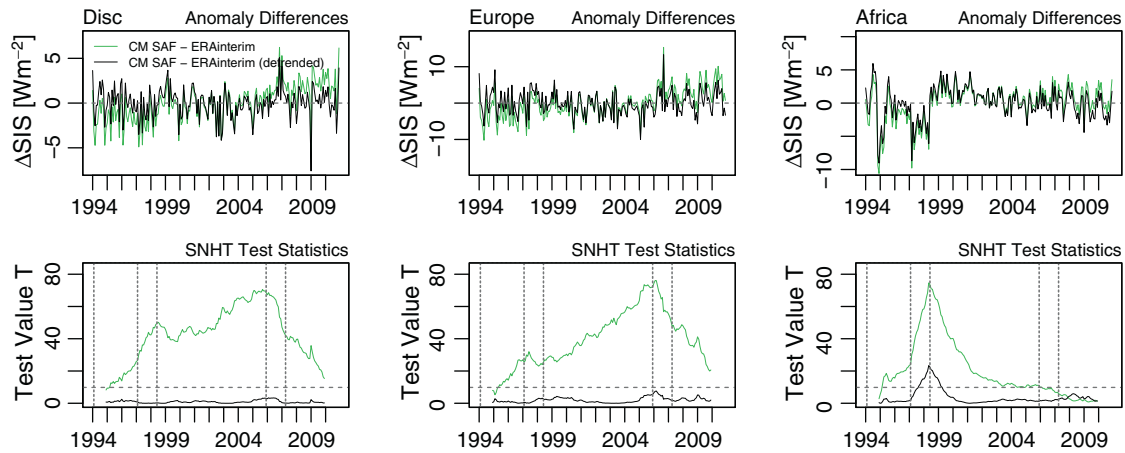 Disc Anomaly Differences
CM SAF − ERAinterim
CM SAF − ERAinterim (detrended)
ΔSIS [Wm−2]
5
0
−5
1994 1999 2004 2009
Europe Anomaly Differences
ΔSIS [Wm−2]
10
0
−10
1994 1999 2004 2009
Africa Anomaly Differences
ΔSIS [Wm−2]
5
0
−10
1994 1999 2004 2009
SNHT Test Statistics
Test Value T
80
40
0
1994 1999 2004 2009
SNHT Test Statistics
Test Value T
80
40
0
1994 1999 2004 2009
SNHT Test Statistics
Test Value T
80
40
0
1994 1999 2004 2009